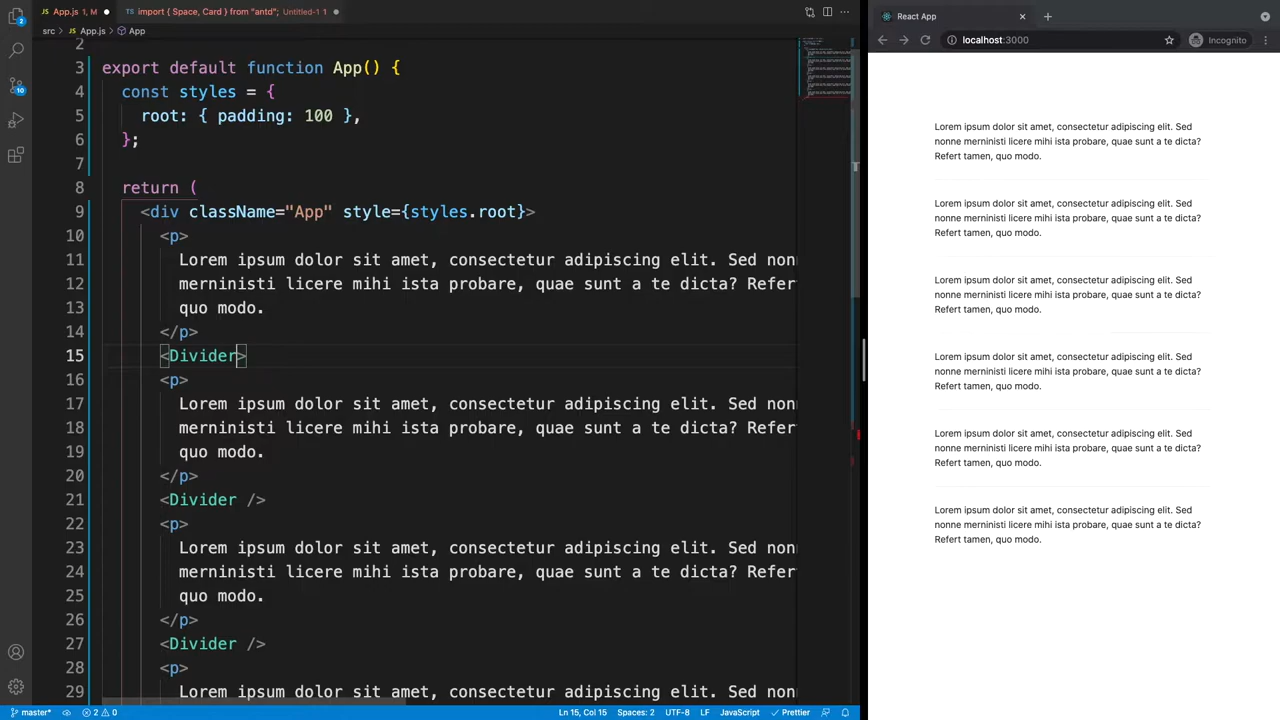 App.js 1, M
import { Space, Card } from "antd"; Untitled-1 1
src > App.js > App
2
3 export default function App() {
4 const styles = {
5 root: { padding: 100 },
6 };
7
8 return (
9 <div className="App" style={styles.root}>
10 <p>
11 Lorem ipsum dolor sit amet, consectetur adipiscing elit. Sed nonn
12 merninisti licere mihi ista probare, quae sunt a te dicta? Refert
13 quo modo.
14 </p>
15 <Divider>
16 <p>
17 Lorem ipsum dolor sit amet, consectetur adipiscing elit. Sed nonn
18 merninisti licere mihi ista probare, quae sunt a te dicta? Refert
19 quo modo.
20 </p>
21 <Divider />
22 <p>
23 Lorem ipsum dolor sit amet, consectetur adipiscing elit. Sed nonn
24 merninisti licere mihi ista probare, quae sunt a te dicta? Refert
25 quo modo.
26 </p>
27 <Divider />
28 <p>
29 Lorem ipsum dolor sit amet, consectetur adipiscing elit. Sed nonn
2
10
master*
2 0
Ln 15, Col 15
Spaces: 2
UTF-8
LF
JavaScript
Prettier
React App
localhost:3000
Incognito
Lorem ipsum dolor sit amet, consectetur adipiscing elit. Sed
nonne merninisti licere mihi ista probare, quae sunt a te dicta?
Refert tamen, quo modo.
Lorem ipsum dolor sit amet, consectetur adipiscing elit. Sed
nonne merninisti licere mihi ista probare, quae sunt a te dicta?
Refert tamen, quo modo.
Lorem ipsum dolor sit amet, consectetur adipiscing elit. Sed
nonne merninisti licere mihi ista probare, quae sunt a te dicta?
Refert tamen, quo modo.
Lorem ipsum dolor sit amet, consectetur adipiscing elit. Sed
nonne merninisti licere mihi ista probare, quae sunt a te dicta?
Refert tamen, quo modo.
Lorem ipsum dolor sit amet, consectetur adipiscing elit. Sed
nonne merninisti licere mihi ista probare, quae sunt a te dicta?
Refert tamen, quo modo.
Lorem ipsum dolor sit amet, consectetur adipiscing elit. Sed
nonne merninisti licere mihi ista probare, quae sunt a te dicta?
Refert tamen, quo modo.